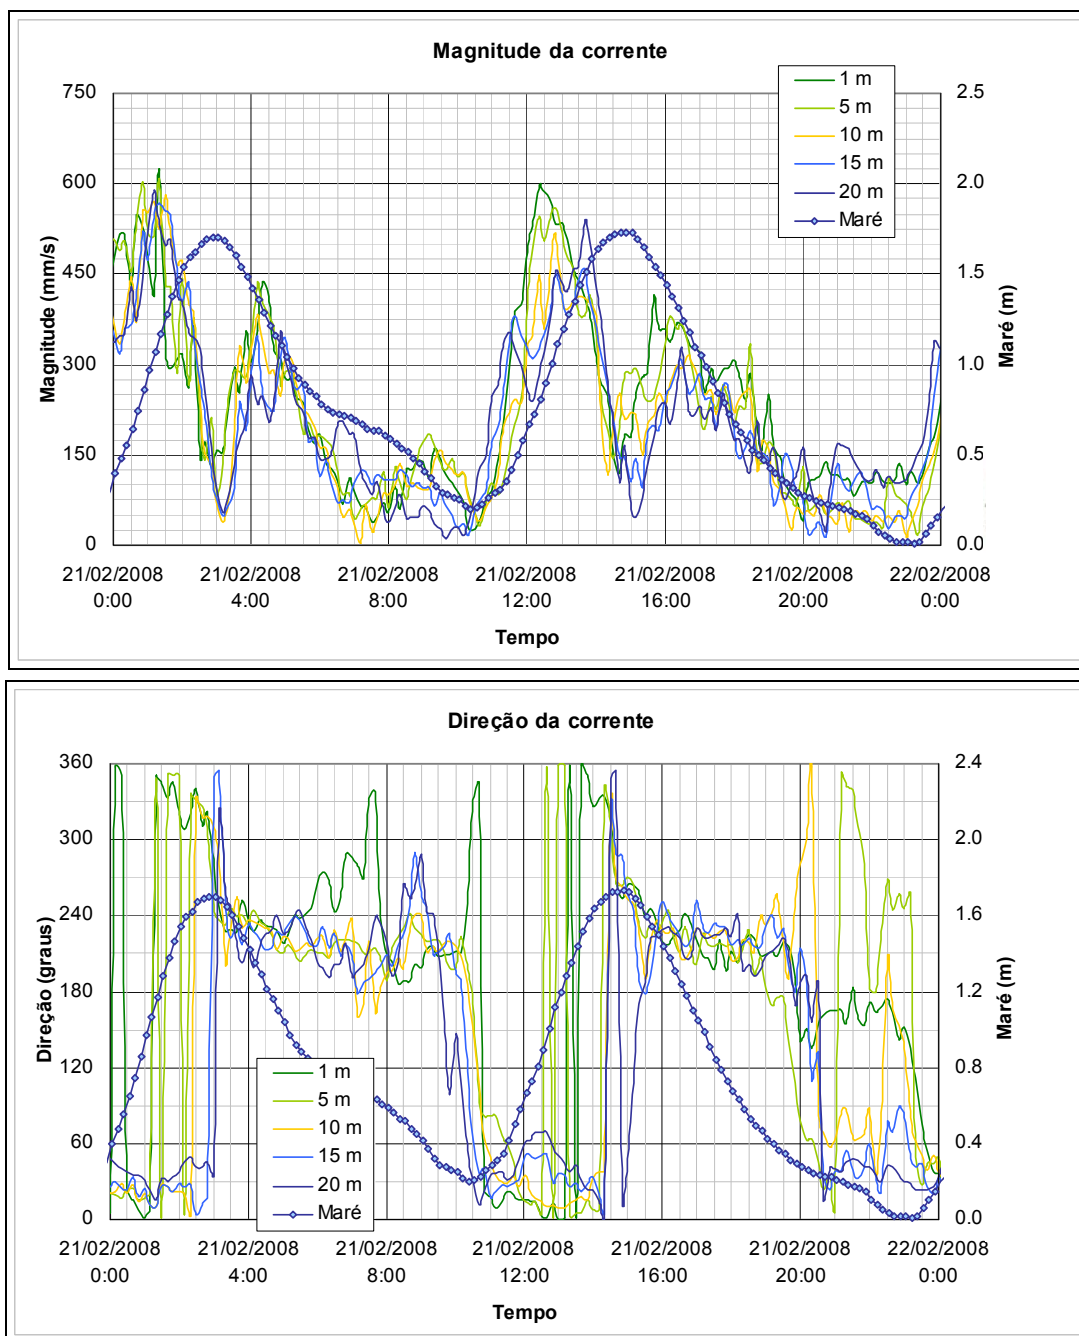 Magnitude da corrente
1 m
5 m
10 m
15 m
20 m
Maré
750
600
450
300
150
0
Magnitude (mm/s)
2.5
2.0
1.5
1.0
0.5
0.0
Maré (m)
21/02/2008 21/02/2008 21/02/2008 21/02/2008 21/02/2008 21/02/2008 22/02/2008
0:00 4:00 8:00 12:00 16:00 20:00 0:00
Tempo
Direção da corrente
360
300
240
180
120
60
0
Direção (graus)
2.4
2.0
1.6
1.2
0.8
0.4
0.0
Maré (m)
1 m
5 m
10 m
15 m
20 m
Maré
21/02/2008 21/02/2008 21/02/2008 21/02/2008 21/02/2008 21/02/2008 22/02/2008
0:00 4:00 8:00 12:00 16:00 20:00 0:00
Tempo